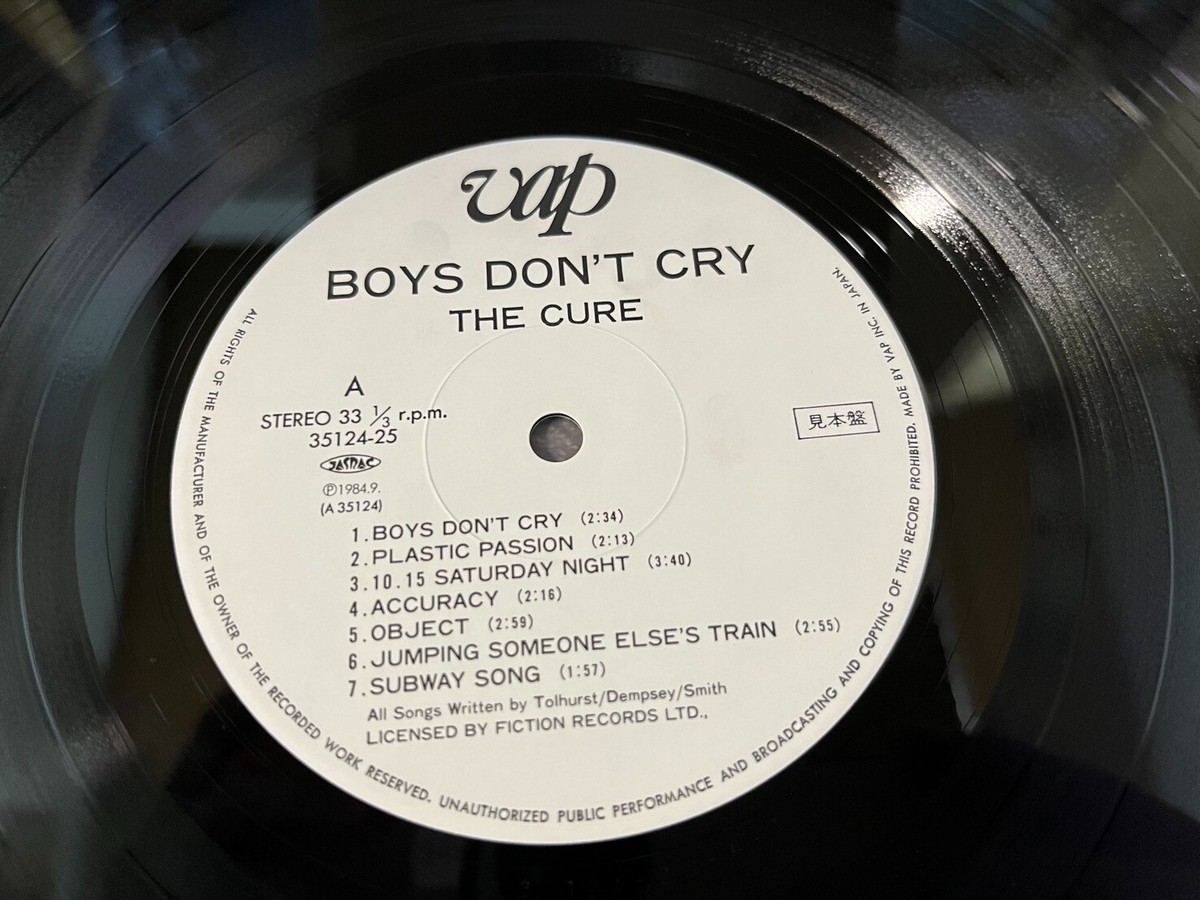 vap
BOYS DON'T CRY
THE CURE
A
STEREO 33 1/3 r.p.m.
35124-25
JASRAC
Ⓟ1984.9.
(A 35124)
見本盤
1. BOYS DON'T CRY (2:34)
2. PLASTIC PASSION (2:13)
3. 10.15 SATURDAY NIGHT (3:40)
4. ACCURACY (2:16)
5. OBJECT (2:59)
6. JUMPING SOMEONE ELSE'S TRAIN (2:55)
7. SUBWAY SONG (1:57)
All Songs Written by Tolhurst/Dempsey/Smith
LICENSED BY FICTION RECORDS LTD.,
ALL RIGHTS OF THE MANUFACTURER AND OF THE OWNER OF THE RECORDED WORK RESERVED. UNAUTHORIZED PUBLIC PERFORMANCE AND BROADCASTING AND COPYING OF THIS RECORD PROHIBITED. MADE BY VAP INC. IN JAPAN.